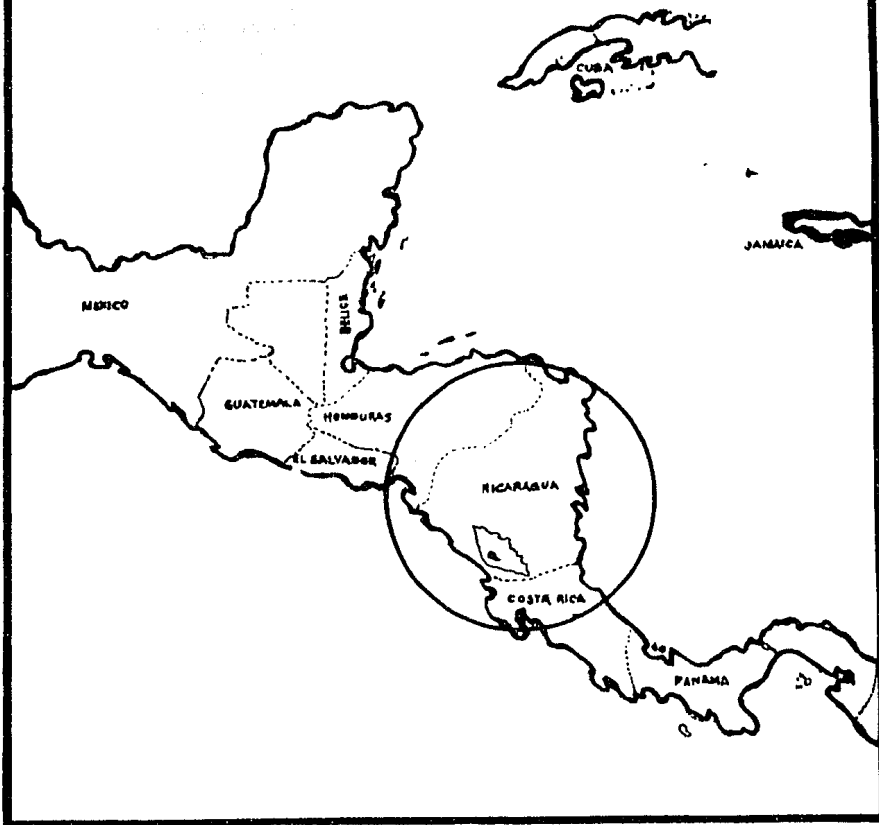 CUBA
JAMAICA
MEXICO
BELICE
GUATEMALA
HONDURAS
EL SALVADOR
NICARAGUA
COSTA RICA
PANAMA